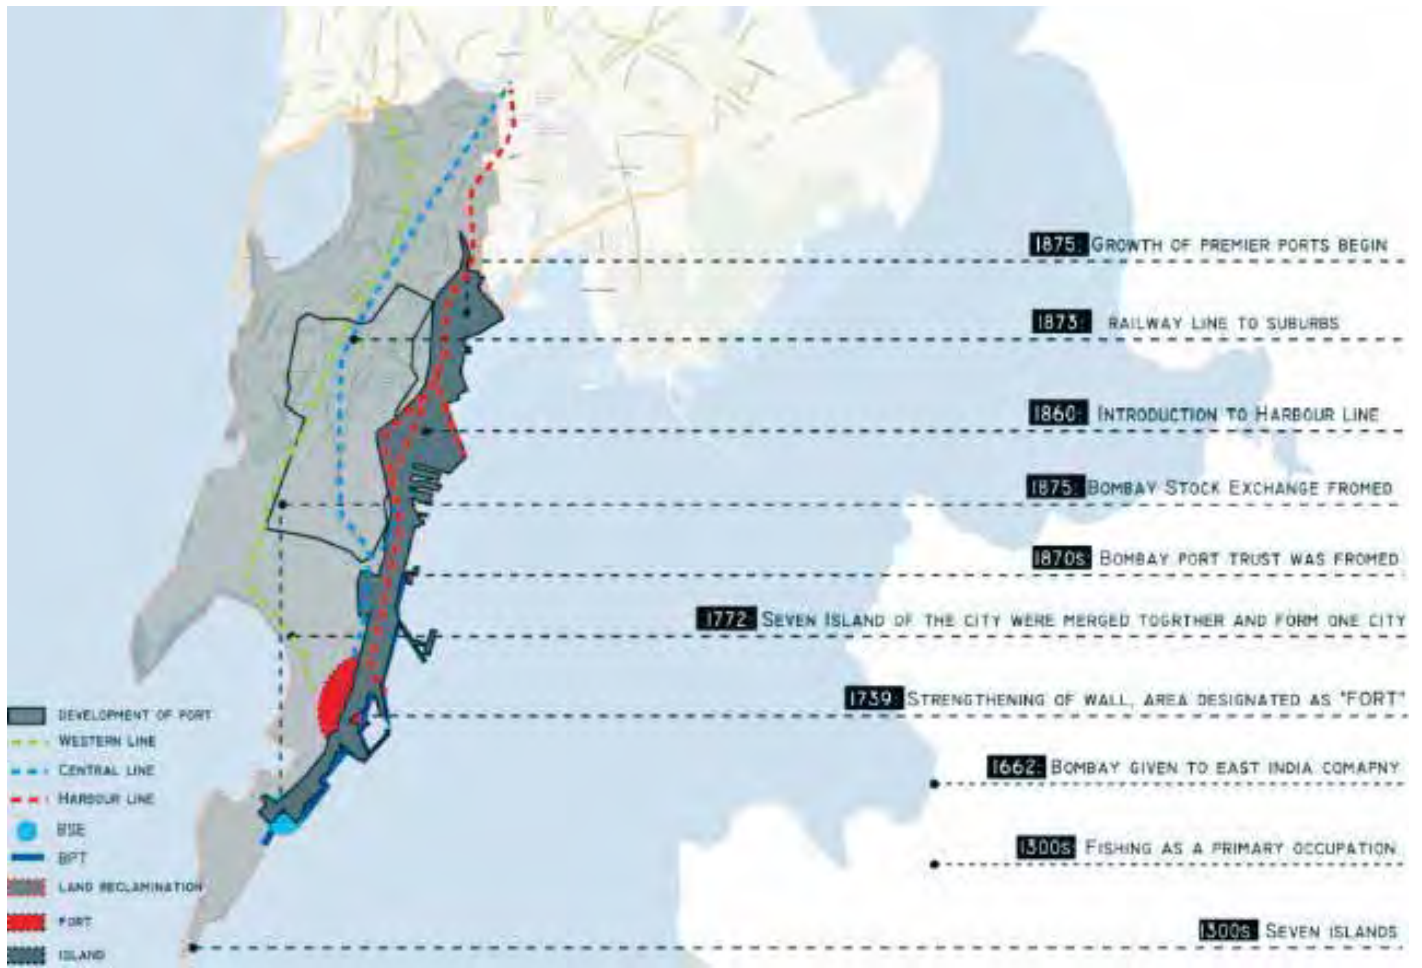 1875: GROWTH OF PREMIER PORTS BEGIN
1873: RAILWAY LINE TO SUBURBS
1860: INTRODUCTION TO HARBOUR LINE
1875: BOMBAY STOCK EXCHANGE FROMED
1870s: BOMBAY PORT TRUST WAS FROMED
1772: SEVEN ISLAND OF THE CITY WERE MERGED TOGRTHER AND FORM ONE CITY
1739: STRENGTHENING OF WALL, AREA DESIGNATED AS "FORT"
1662: BOMBAY GIVEN TO EAST INDIA COMAPNY
1300s: FISHING AS A PRIMARY OCCUPATION
1300s: SEVEN ISLANDS
DEVELOPMENT OF PORT
WESTERN LINE
CENTRAL LINE
HARBOUR LINE
BSE
BPT
LAND RECLAMINATION
FORT
ISLAND